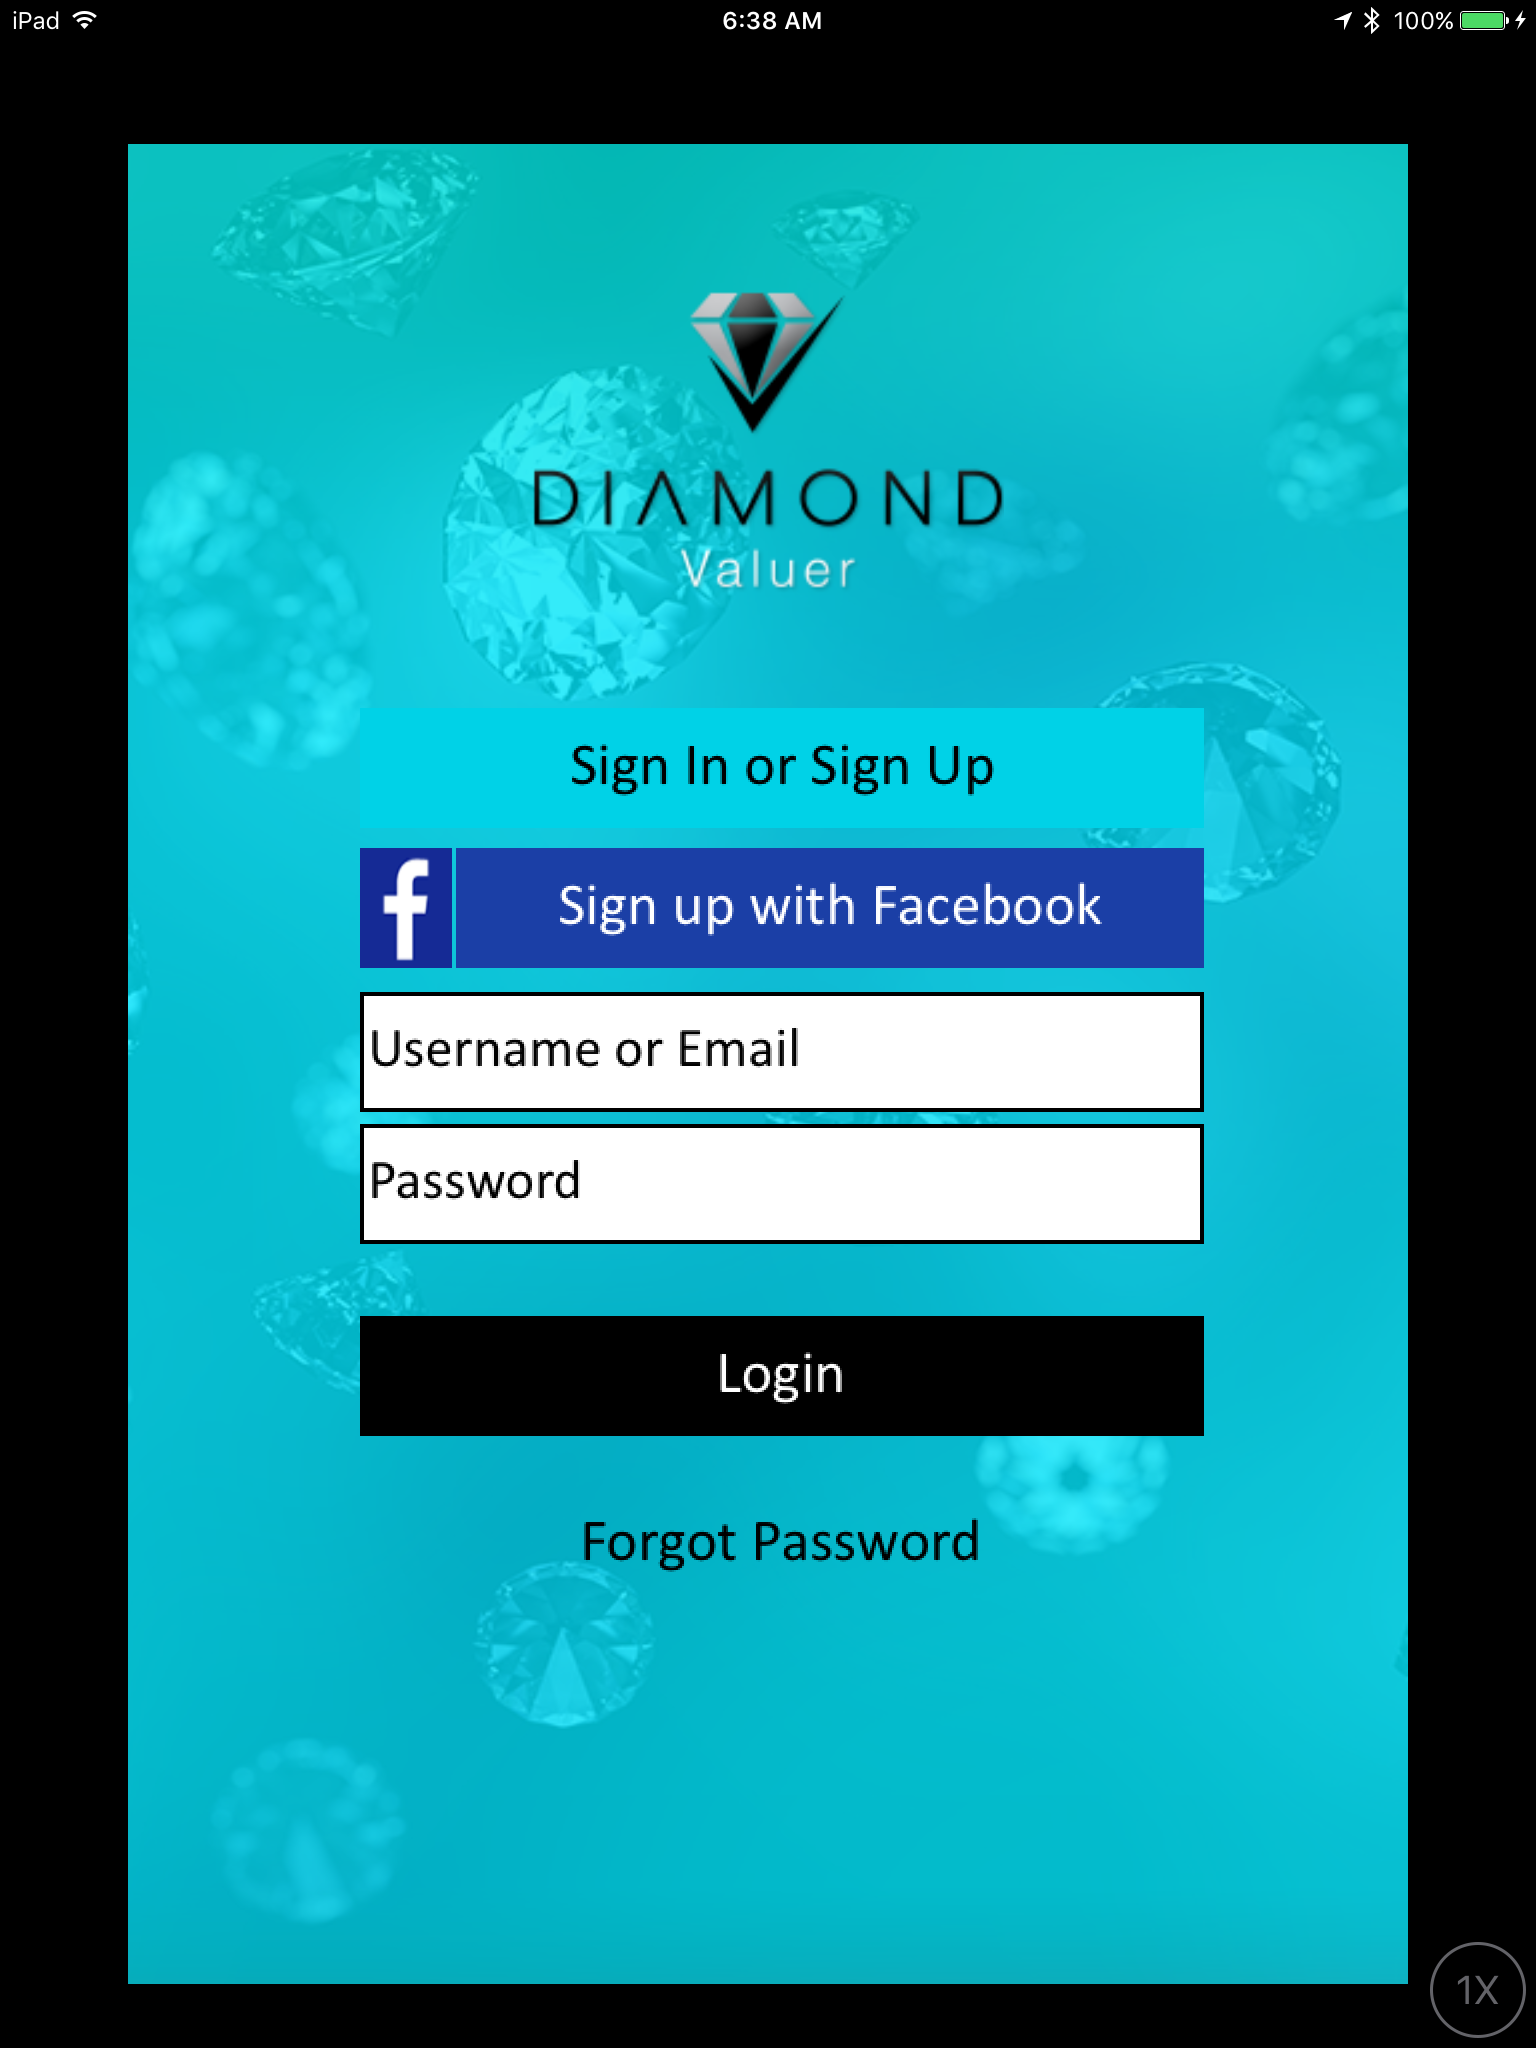 iPad 6:38 AM 100%
DIAMOND
Valuer
Sign In or Sign Up
f Sign up with Facebook
Username or Email
Password
Login
Forgot Password
1X